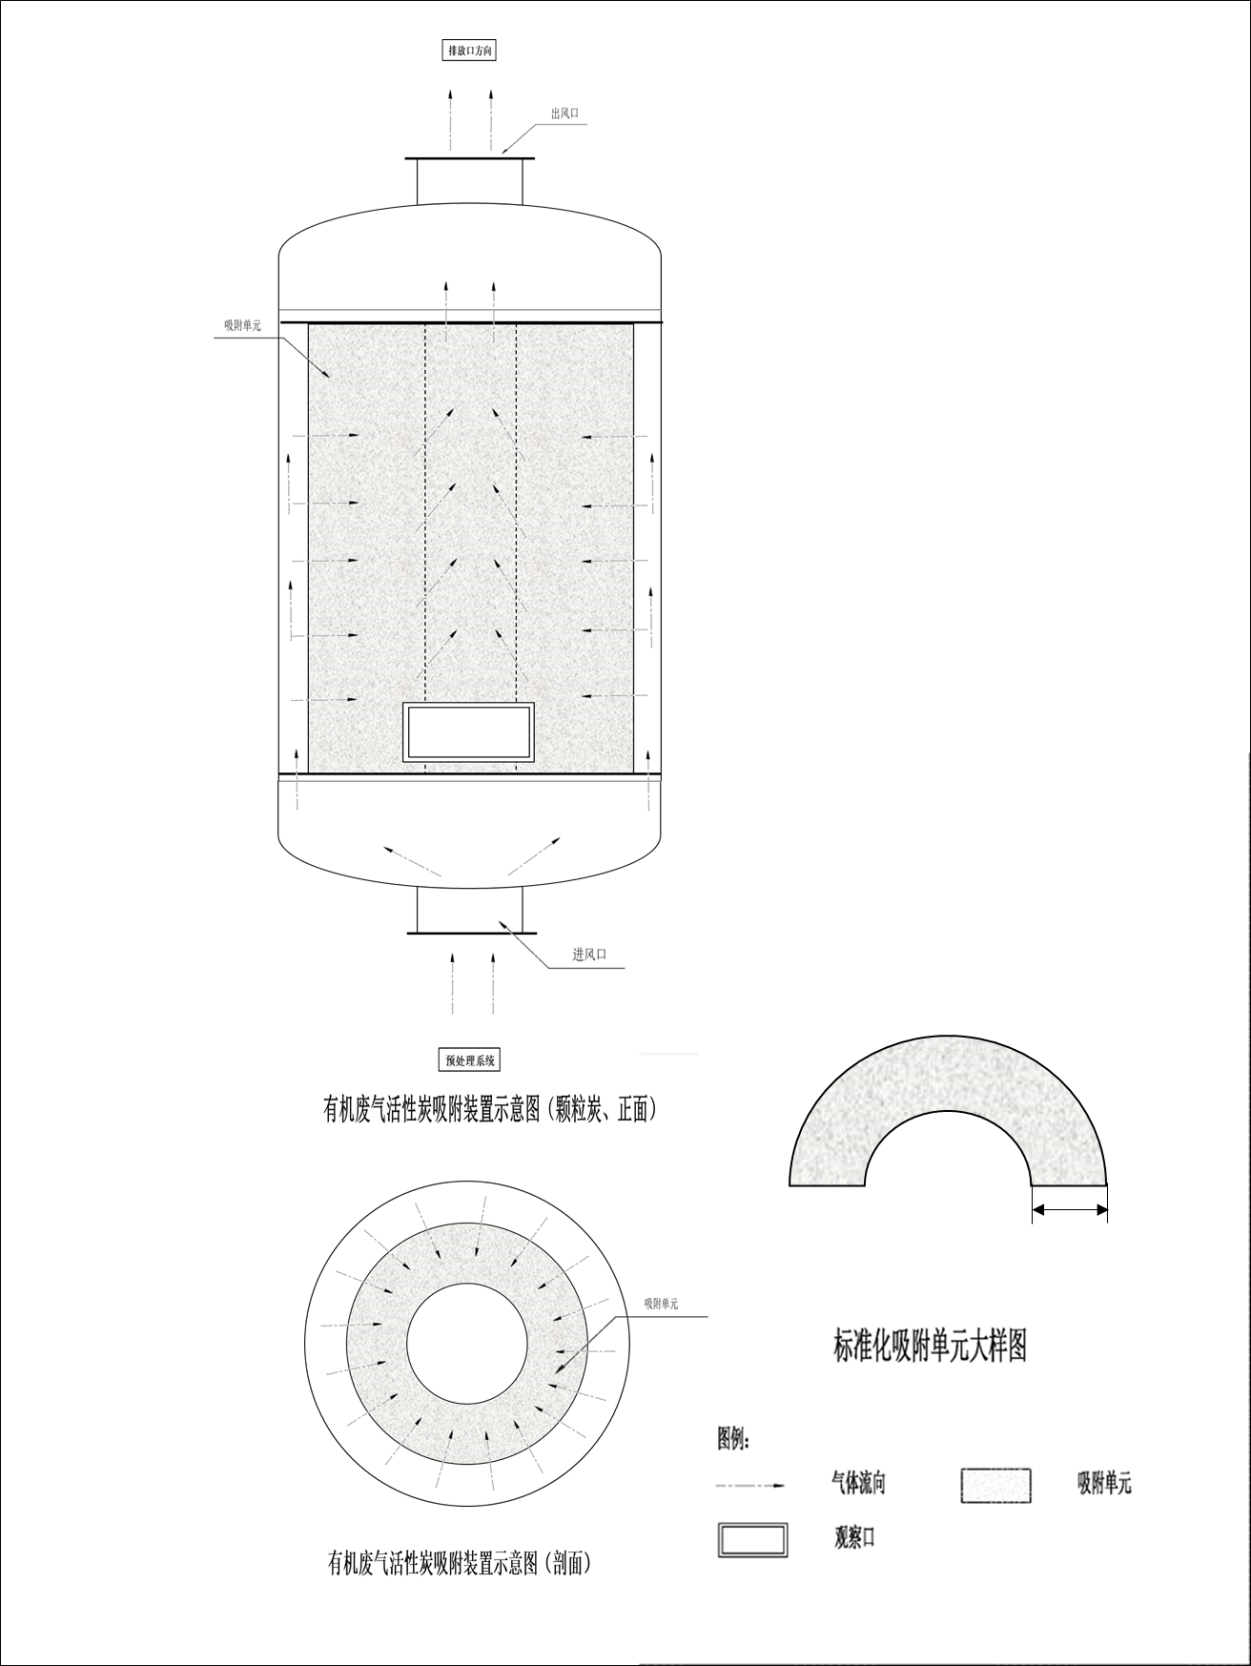 排放口方向
出风口
吸附单元
进风口
预处理系统
有机废气活性炭吸附装置示意图（颗粒炭、正面）
吸附单元
标准化吸附单元大样图
图例：
气体流向
吸附单元
观察口
有机废气活性炭吸附装置示意图（剖面）